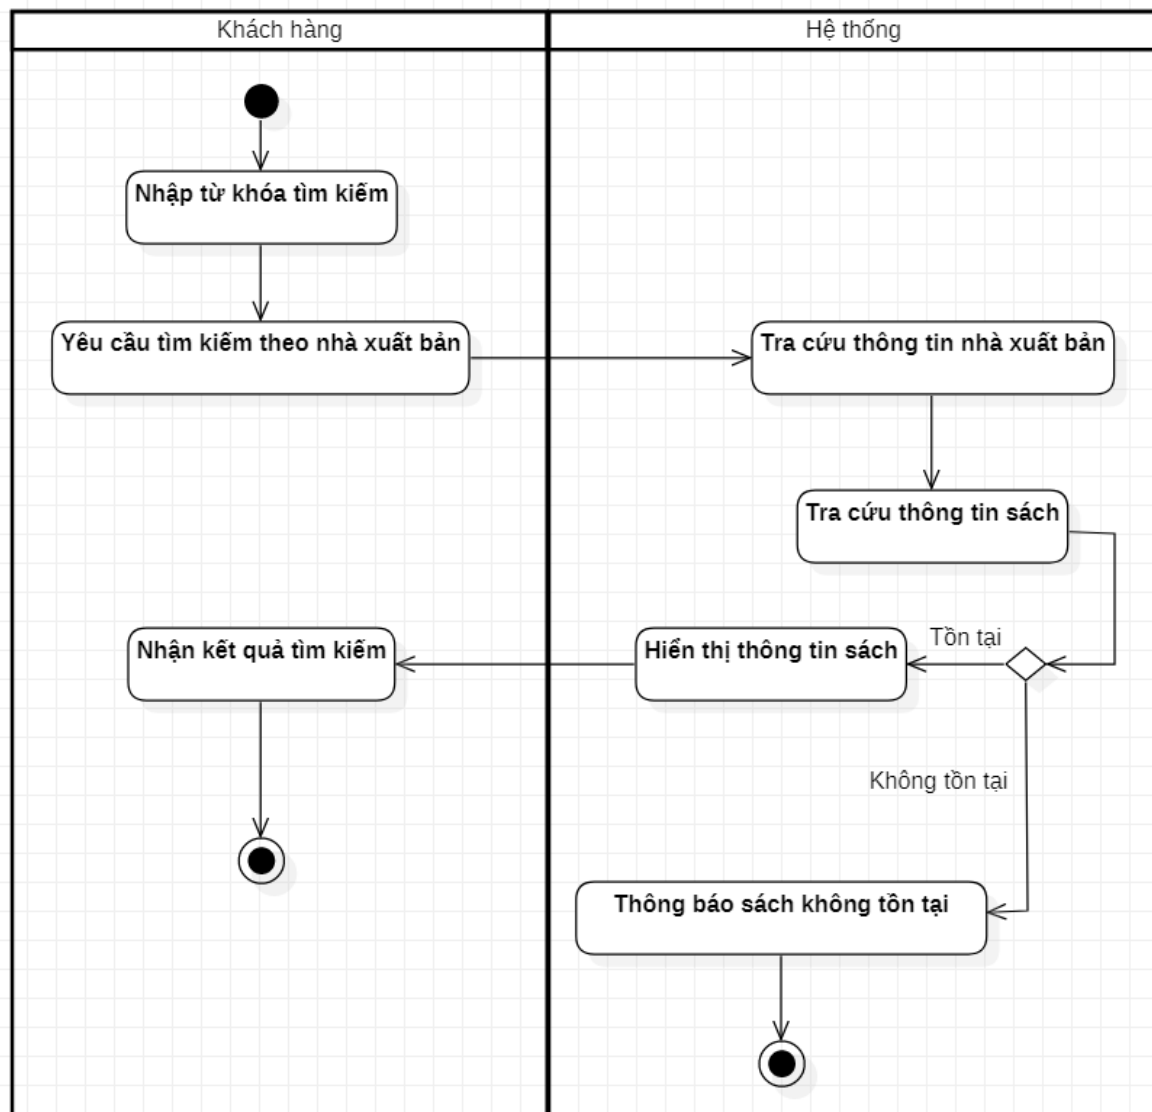 Khách hàng
Hệ thống
Nhập từ khóa tìm kiếm
Yêu cầu tìm kiếm theo nhà xuất bản
Tra cứu thông tin nhà xuất bản
Tra cứu thông tin sách
Nhận kết quả tìm kiếm
Hiển thị thông tin sách
Tồn tại
Không tồn tại
Thông báo sách không tồn tại